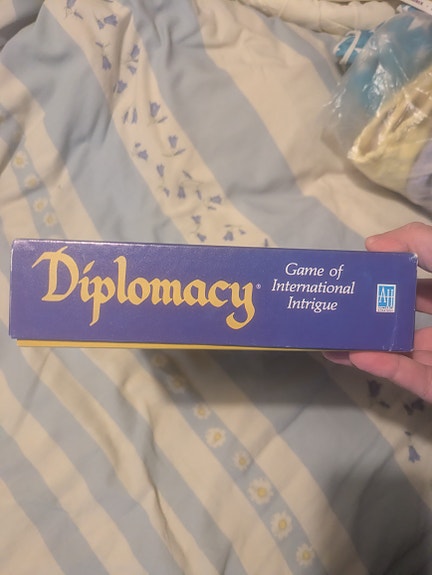 Diplomacy®
Game of
International
Intrigue
AH